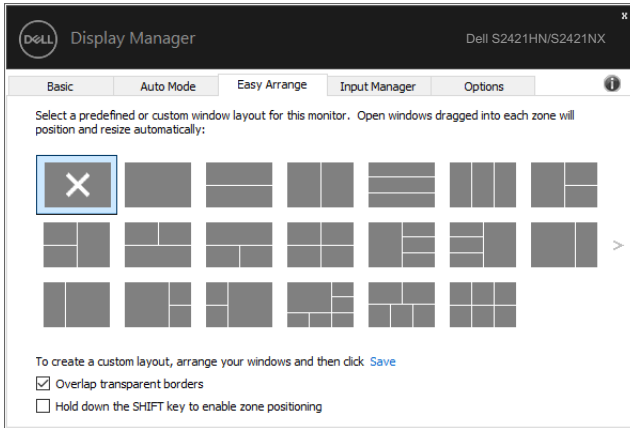 x
DELL Display Manager Dell S2421HN/S2421NX
Basic Auto Mode Easy Arrange Input Manager Options i
Select a predefined or custom window layout for this monitor. Open windows dragged into each zone will
position and resize automatically:
>
To create a custom layout, arrange your windows and then click Save
Overlap transparent borders
Hold down the SHIFT key to enable zone positioning